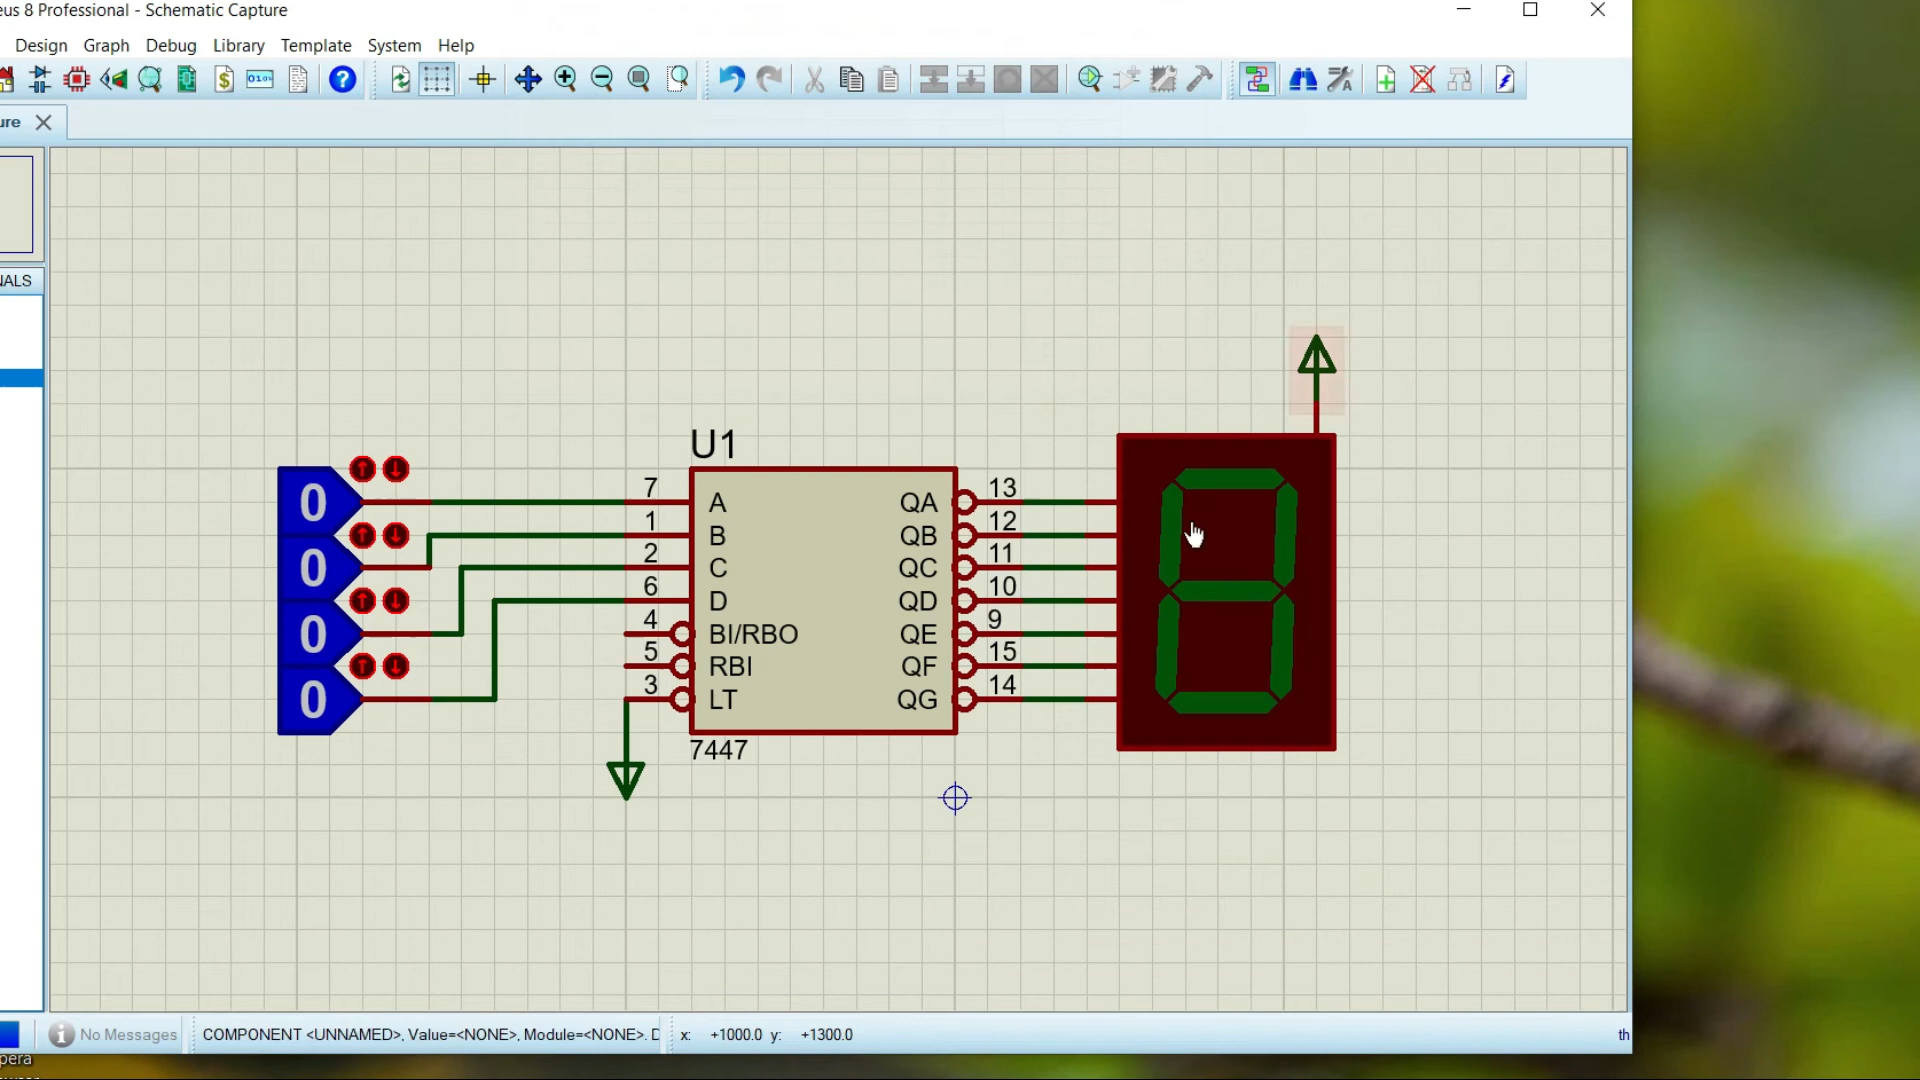 eus 8 Professional - Schematic Capture
Design Graph Debug Library Template System Help
ure
NALS
U1
0
0
0
0
7 A
1 B
2 C
6 D
4 BI/RBO
5 RBI
3 LT
QA 13
QB 12
QC 11
QD 10
QE 9
QF 15
QG 14
7447
No Messages
COMPONENT <UNNAMED>, Value=<NONE>, Module=<NONE>. D
x: +1000.0 y: +1300.0
th
pera